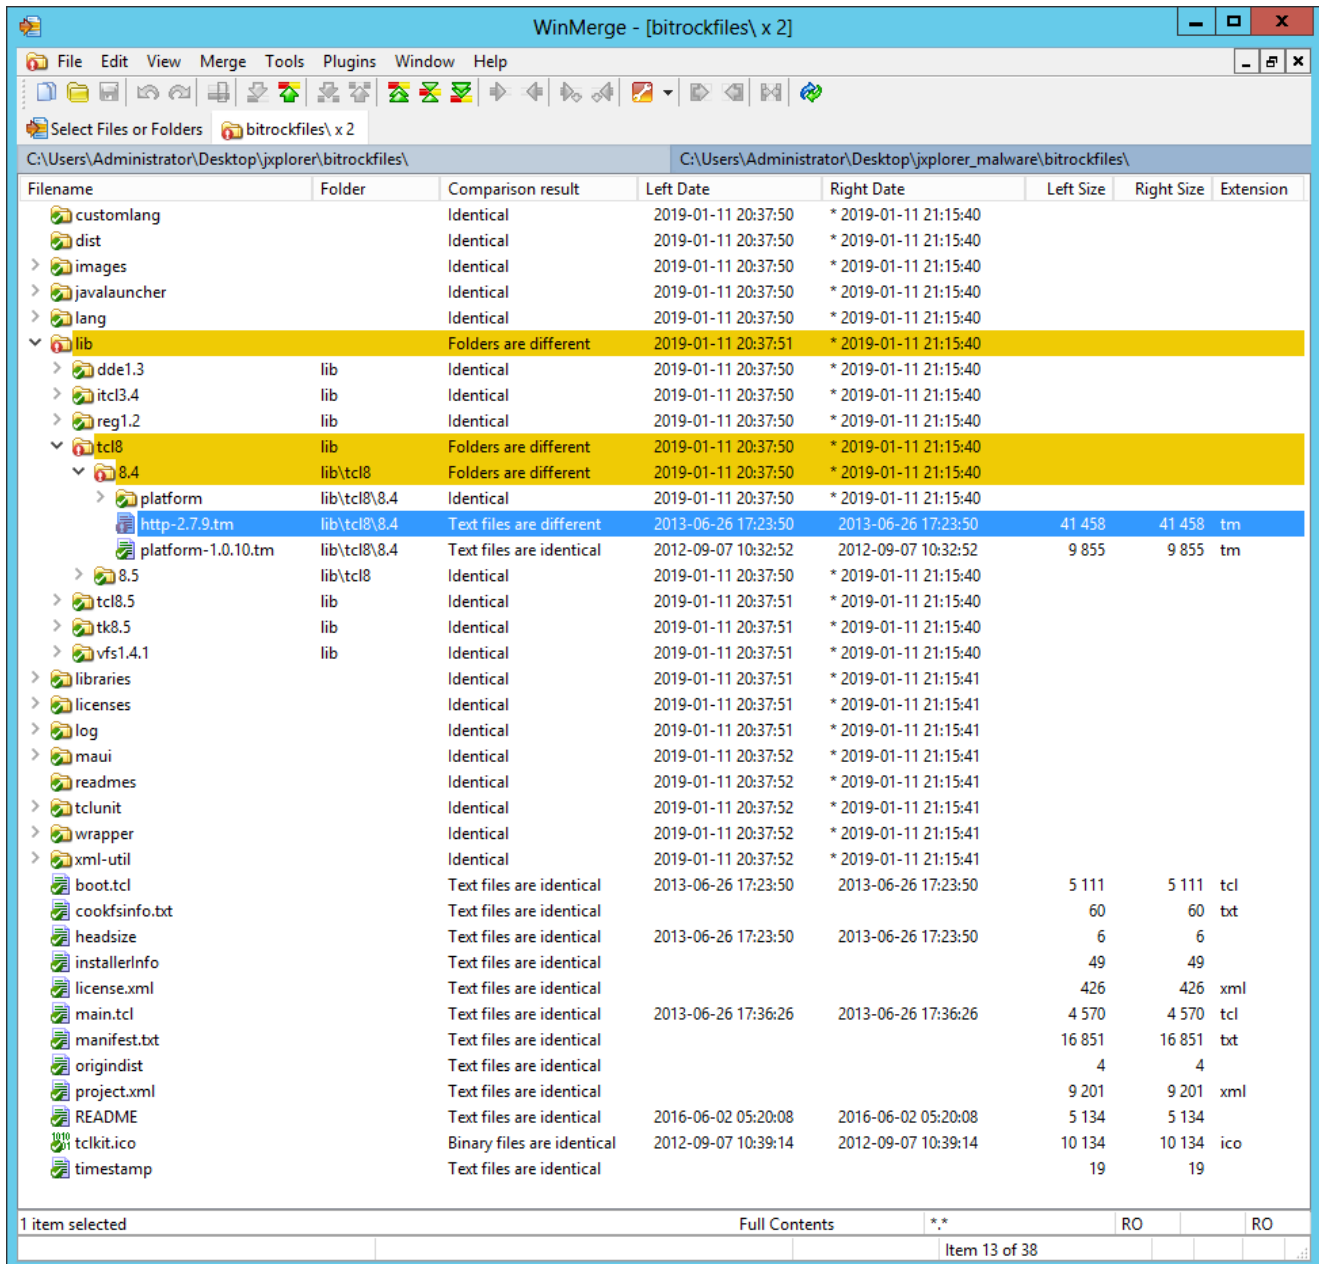 WinMerge - [bitrockfiles\ x 2]
File Edit View Merge Tools Plugins Window Help
Select Files or Folders bitrockfiles\ x 2
C:\Users\Administrator\Desktop\jxplorer\bitrockfiles\ C:\Users\Administrator\Desktop\jxplorer_malware\bitrockfiles\
Filename Folder Comparison result Left Date Right Date Left Size Right Size Extension
customlang Identical 2019-01-11 20:37:50 * 2019-01-11 21:15:40
dist Identical 2019-01-11 20:37:50 * 2019-01-11 21:15:40
images Identical 2019-01-11 20:37:50 * 2019-01-11 21:15:40
javalauncher Identical 2019-01-11 20:37:50 * 2019-01-11 21:15:40
lang Identical 2019-01-11 20:37:50 * 2019-01-11 21:15:40
lib Folders are different 2019-01-11 20:37:51 * 2019-01-11 21:15:40
dde1.3 lib Identical 2019-01-11 20:37:50 * 2019-01-11 21:15:40
itcl3.4 lib Identical 2019-01-11 20:37:50 * 2019-01-11 21:15:40
reg1.2 lib Identical 2019-01-11 20:37:50 * 2019-01-11 21:15:40
tcl8 lib Folders are different 2019-01-11 20:37:50 * 2019-01-11 21:15:40
8.4 lib\tcl8 Folders are different 2019-01-11 20:37:50 * 2019-01-11 21:15:40
platform lib\tcl8\8.4 Identical 2019-01-11 20:37:50 * 2019-01-11 21:15:40
http-2.7.9.tm lib\tcl8\8.4 Text files are different 2013-06-26 17:23:50 2013-06-26 17:23:50 41 458 41 458 tm
platform-1.0.10.tm lib\tcl8\8.4 Text files are identical 2012-09-07 10:32:52 2012-09-07 10:32:52 9 855 9 855 tm
8.5 lib\tcl8 Identical 2019-01-11 20:37:50 * 2019-01-11 21:15:40
tcl8.5 lib Identical 2019-01-11 20:37:51 * 2019-01-11 21:15:40
tk8.5 lib Identical 2019-01-11 20:37:51 * 2019-01-11 21:15:40
vfs1.4.1 lib Identical 2019-01-11 20:37:51 * 2019-01-11 21:15:40
libraries Identical 2019-01-11 20:37:51 * 2019-01-11 21:15:41
licenses Identical 2019-01-11 20:37:51 * 2019-01-11 21:15:41
log Identical 2019-01-11 20:37:51 * 2019-01-11 21:15:41
maui Identical 2019-01-11 20:37:52 * 2019-01-11 21:15:41
readmes Identical 2019-01-11 20:37:52 * 2019-01-11 21:15:41
tclunit Identical 2019-01-11 20:37:52 * 2019-01-11 21:15:41
wrapper Identical 2019-01-11 20:37:52 * 2019-01-11 21:15:41
xml-util Identical 2019-01-11 20:37:52 * 2019-01-11 21:15:41
boot.tcl Text files are identical 2013-06-26 17:23:50 2013-06-26 17:23:50 5 111 5 111 tcl
cookfsinfo.txt Text files are identical 60 60 txt
headsize Text files are identical 2013-06-26 17:23:50 2013-06-26 17:23:50 6 6
installerInfo Text files are identical 49 49
license.xml Text files are identical 426 426 xml
main.tcl Text files are identical 2013-06-26 17:36:26 2013-06-26 17:36:26 4 570 4 570 tcl
manifest.txt Text files are identical 16 851 16 851 txt
origindist Text files are identical 4 4
project.xml Text files are identical 9 201 9 201 xml
README Text files are identical 2016-06-02 05:20:08 2016-06-02 05:20:08 5 134 5 134
tclkit.ico Binary files are identical 2012-09-07 10:39:14 2012-09-07 10:39:14 10 134 10 134 ico
timestamp Text files are identical 19 19
1 item selected Full Contents *.* RO RO
Item 13 of 38